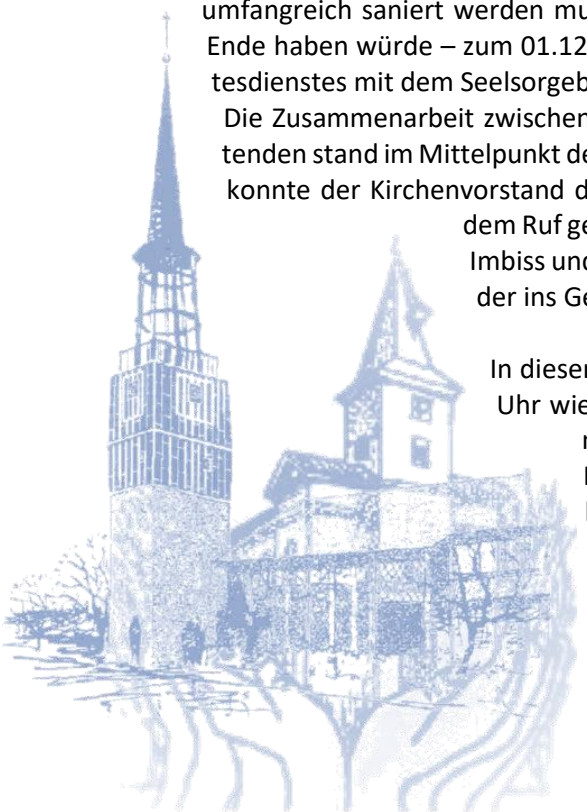 umfangreich saniert werden mu
Ende haben würde – zum 01.12
tesdienstes mit dem Seelsorgeb
Die Zusammenarbeit zwischen
tenden stand im Mittelpunkt de
konnte der Kirchenvorstand d
dem Ruf ge
Imbiss und
der ins Ge
In dieser
Uhr wie